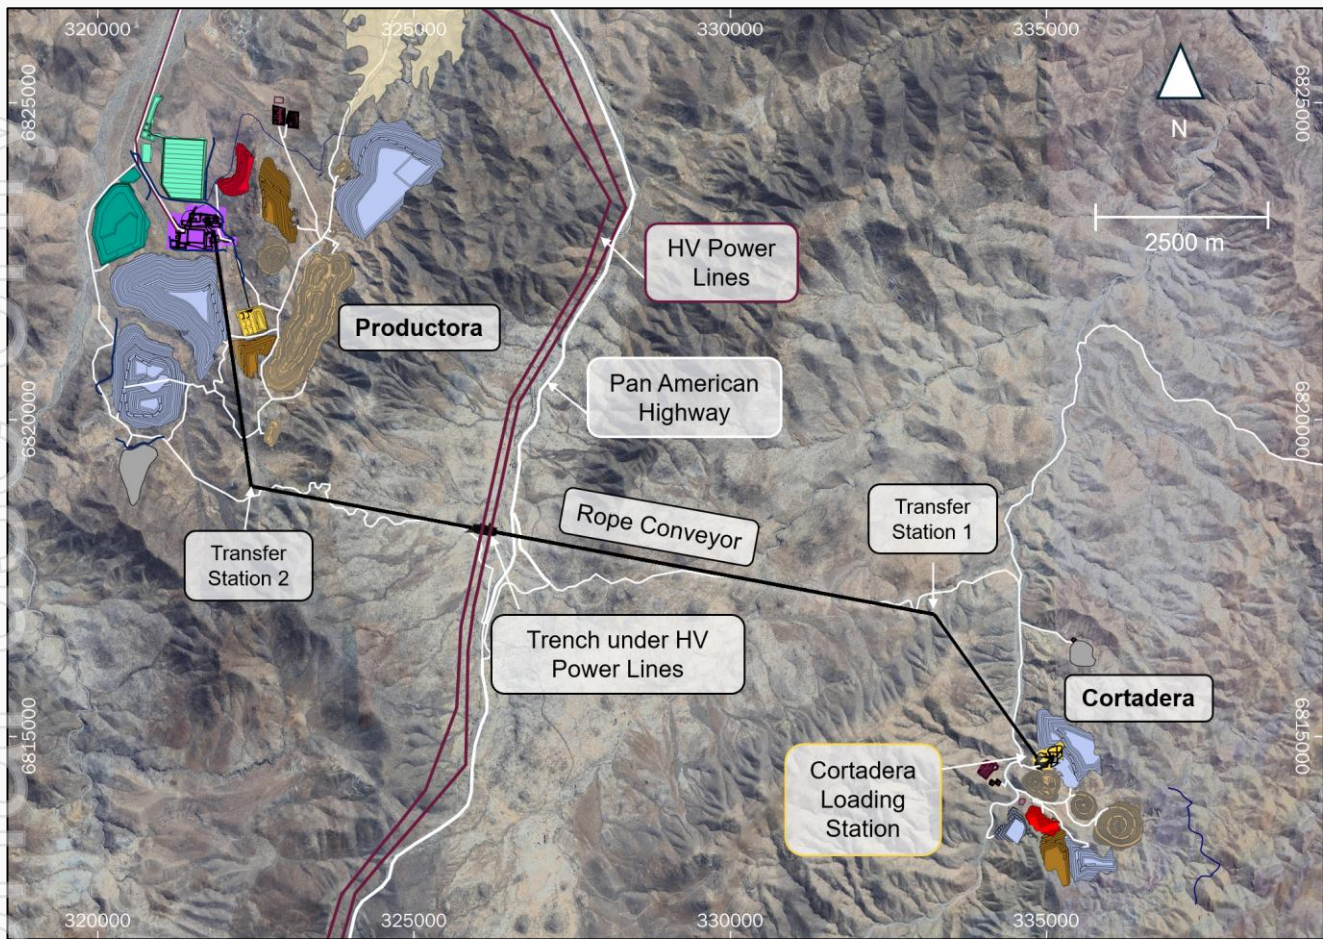 320000
325000
330000
335000
6825000
6825000
N
2500 m
HV Power
Lines
Productora
Pan American
Highway
6820000
6820000
Rope Conveyor
Transfer
Station 1
Transfer
Station 2
Trench under HV
Power Lines
Cortadera
6815000
6815000
Cortadera
Loading
Station
320000
325000
330000
335000